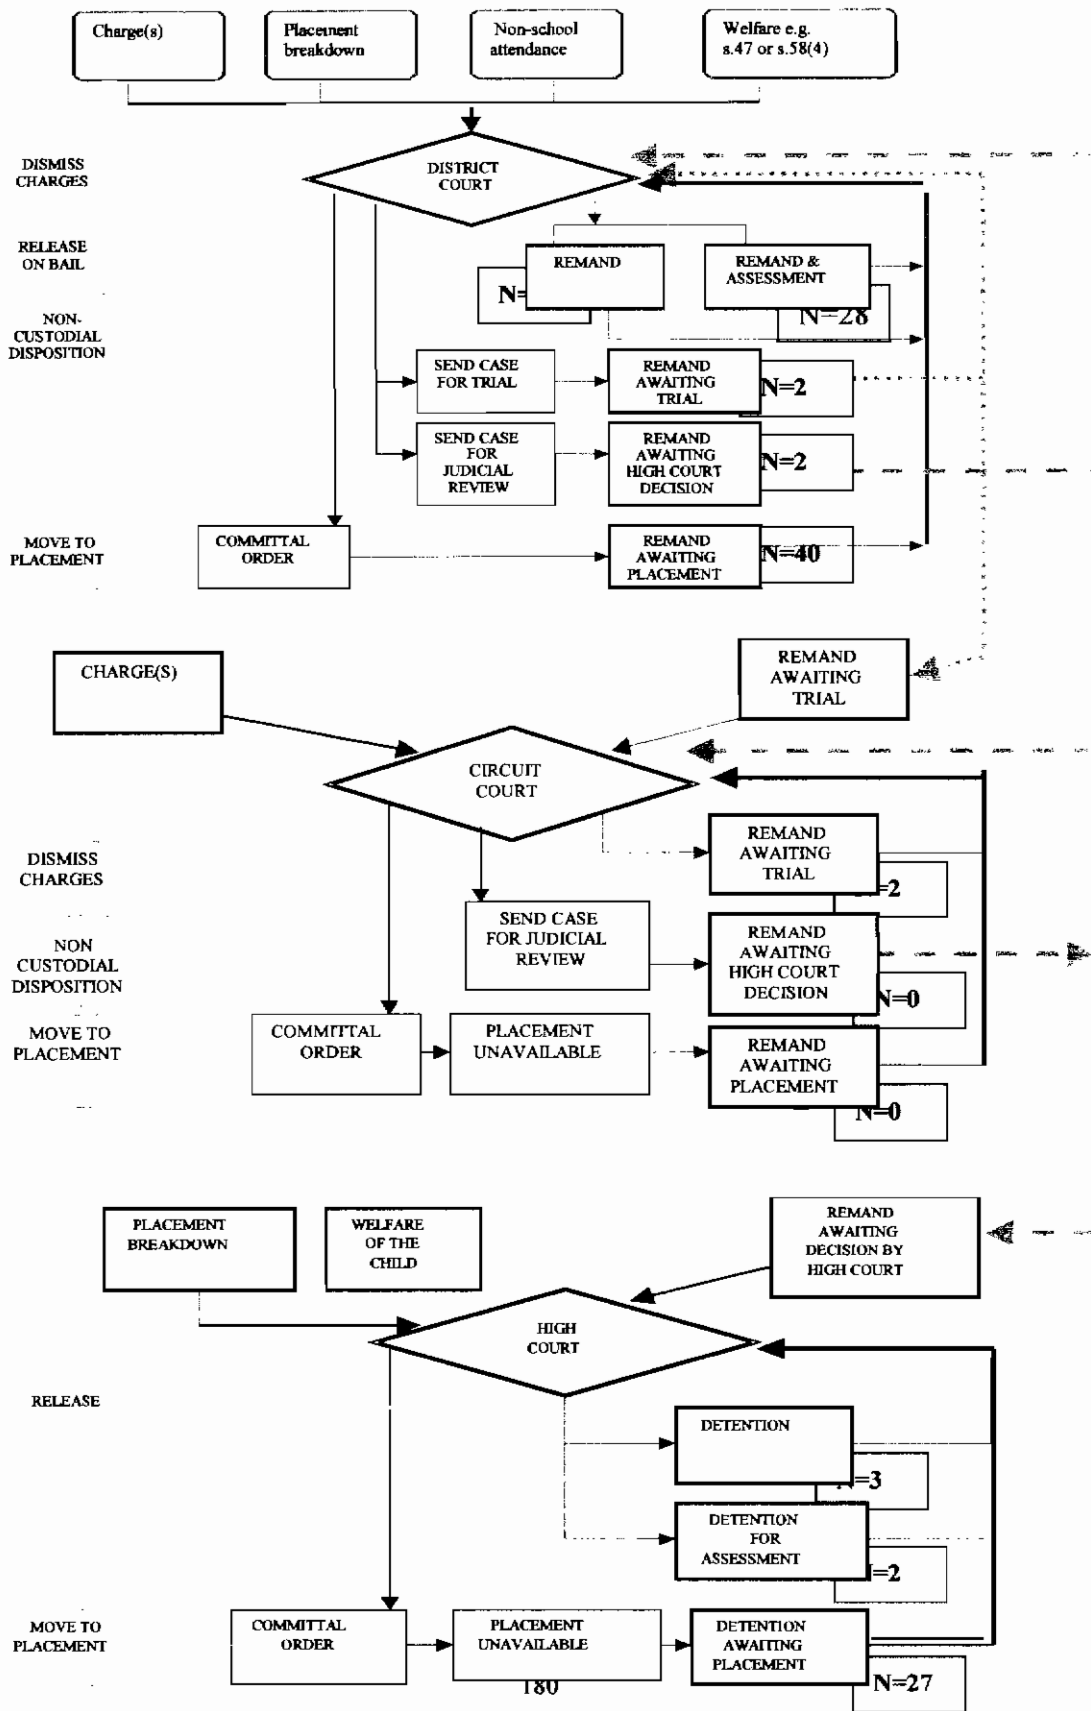 Charge(s)
Placement
breakdown
Non-school
attendance
Welfare e.g.
s.47 or s.58(4)
DISMISS
CHARGES
DISTRICT
COURT
RELEASE
ON BAIL
REMAND
REMAND &
ASSESSMENT
N=
N=28
NON-
CUSTODIAL
DISPOSITION
SEND CASE
FOR TRIAL
REMAND
AWAITING
TRIAL
N=2
SEND CASE
FOR
JUDICIAL
REVIEW
REMAND
AWAITING
HIGH COURT
DECISION
N=2
MOVE TO
PLACEMENT
COMMITTAL
ORDER
REMAND
AWAITING
PLACEMENT
N=40
CHARGE(S)
REMAND
AWAITING
TRIAL
CIRCUIT
COURT
DISMISS
CHARGES
REMAND
AWAITING
TRIAL
=2
NON
CUSTODIAL
DISPOSITION
SEND CASE
FOR JUDICIAL
REVIEW
REMAND
AWAITING
HIGH COURT
DECISION
N=0
MOVE TO
PLACEMENT
COMMITTAL
ORDER
PLACEMENT
UNAVAILABLE
REMAND
AWAITING
PLACEMENT
N=0
PLACEMENT
BREAKDOWN
WELFARE
OF THE
CHILD
REMAND
AWAITING
DECISION BY
HIGH COURT
HIGH
COURT
RELEASE
DETENTION
N=3
DETENTION
FOR
ASSESSMENT
N=2
MOVE TO
PLACEMENT
COMMITTAL
ORDER
PLACEMENT
UNAVAILABLE
DETENTION
AWAITING
PLACEMENT
N=27
180